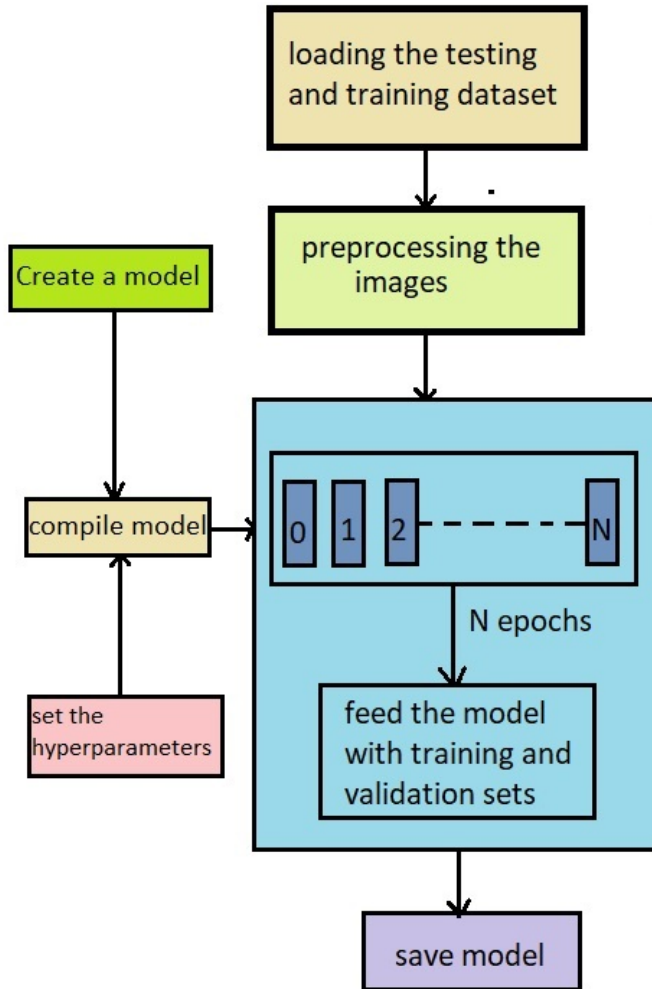 loading the testing
and training dataset
preprocessing the
images
Create a model
compile model
set the
hyperparameters
0 1 2 N
N epochs
feed the model
with training and
validation sets
save model